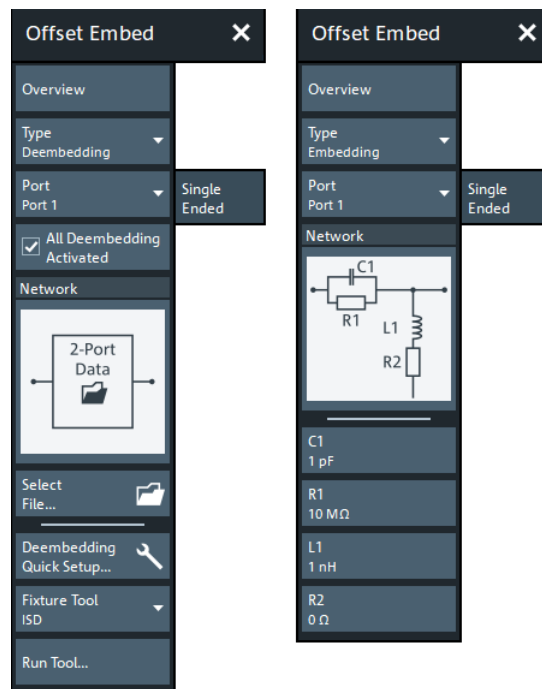 Offset Embed
Overview
Type
Deembedding
Port
Port 1
Single
Ended
All Deembedding
Activated
Network
2-Port
Data
Select
File...
Deembedding
Quick Setup...
Fixture Tool
ISD
Run Tool...
Offset Embed
Overview
Type
Embedding
Port
Port 1
Single
Ended
Network
C1
R1
L1
R2
C1
1 pF
R1
10 MΩ
L1
1 nH
R2
0 Ω